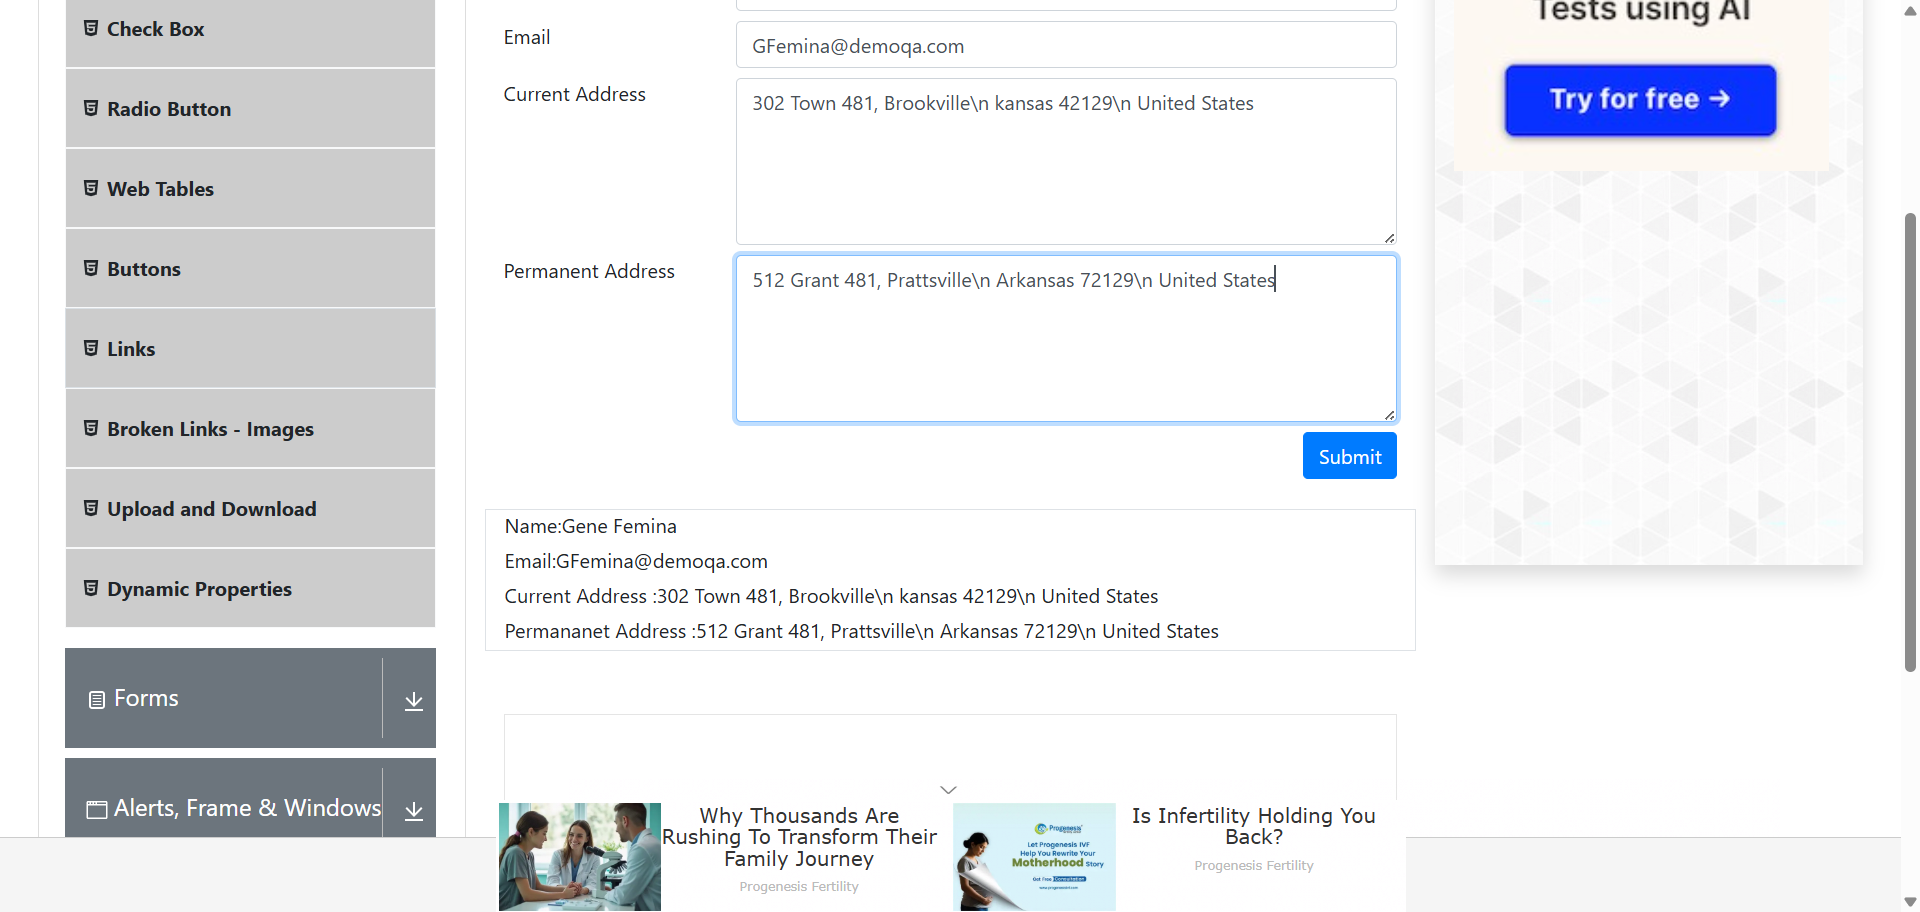 Check Box
Radio Button
Web Tables
Buttons
Links
Broken Links - Images
Upload and Download
Dynamic Properties
Forms
Alerts, Frame & Windows
Email
GFemina@demoqa.com
Current Address
302 Town 481, Brookville\n kansas 42129\n United States
Permanent Address
512 Grant 481, Prattsville\n Arkansas 72129\n United States
Submit
Name:Gene Femina
Email:GFemina@demoqa.com
Current Address :302 Town 481, Brookville\n kansas 42129\n United States
Permananet Address :512 Grant 481, Prattsville\n Arkansas 72129\n United States
Why Thousands Are
Rushing To Transform Their
Family Journey
Progenesis Fertility
Progenesis
Let Progenesis IVF
Help You Rewrite Your
Motherhood Story
Get Free Consultation
www.progenesisivf.com
Is Infertility Holding You
Back?
Progenesis Fertility
Tests using AI
Try for free →